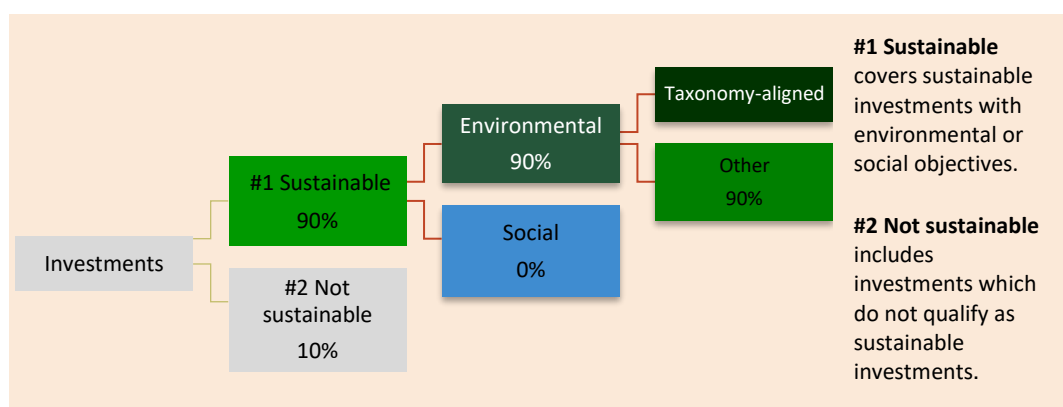 Investments
#1 Sustainable
90%
#2 Not
sustainable
10%
Environmental
90%
Social
0%
Taxonomy-aligned
Other
90%
#1 Sustainable
covers sustainable
investments with
environmental or
social objectives.
#2 Not sustainable
includes
investments which
do not qualify as
sustainable
investments.